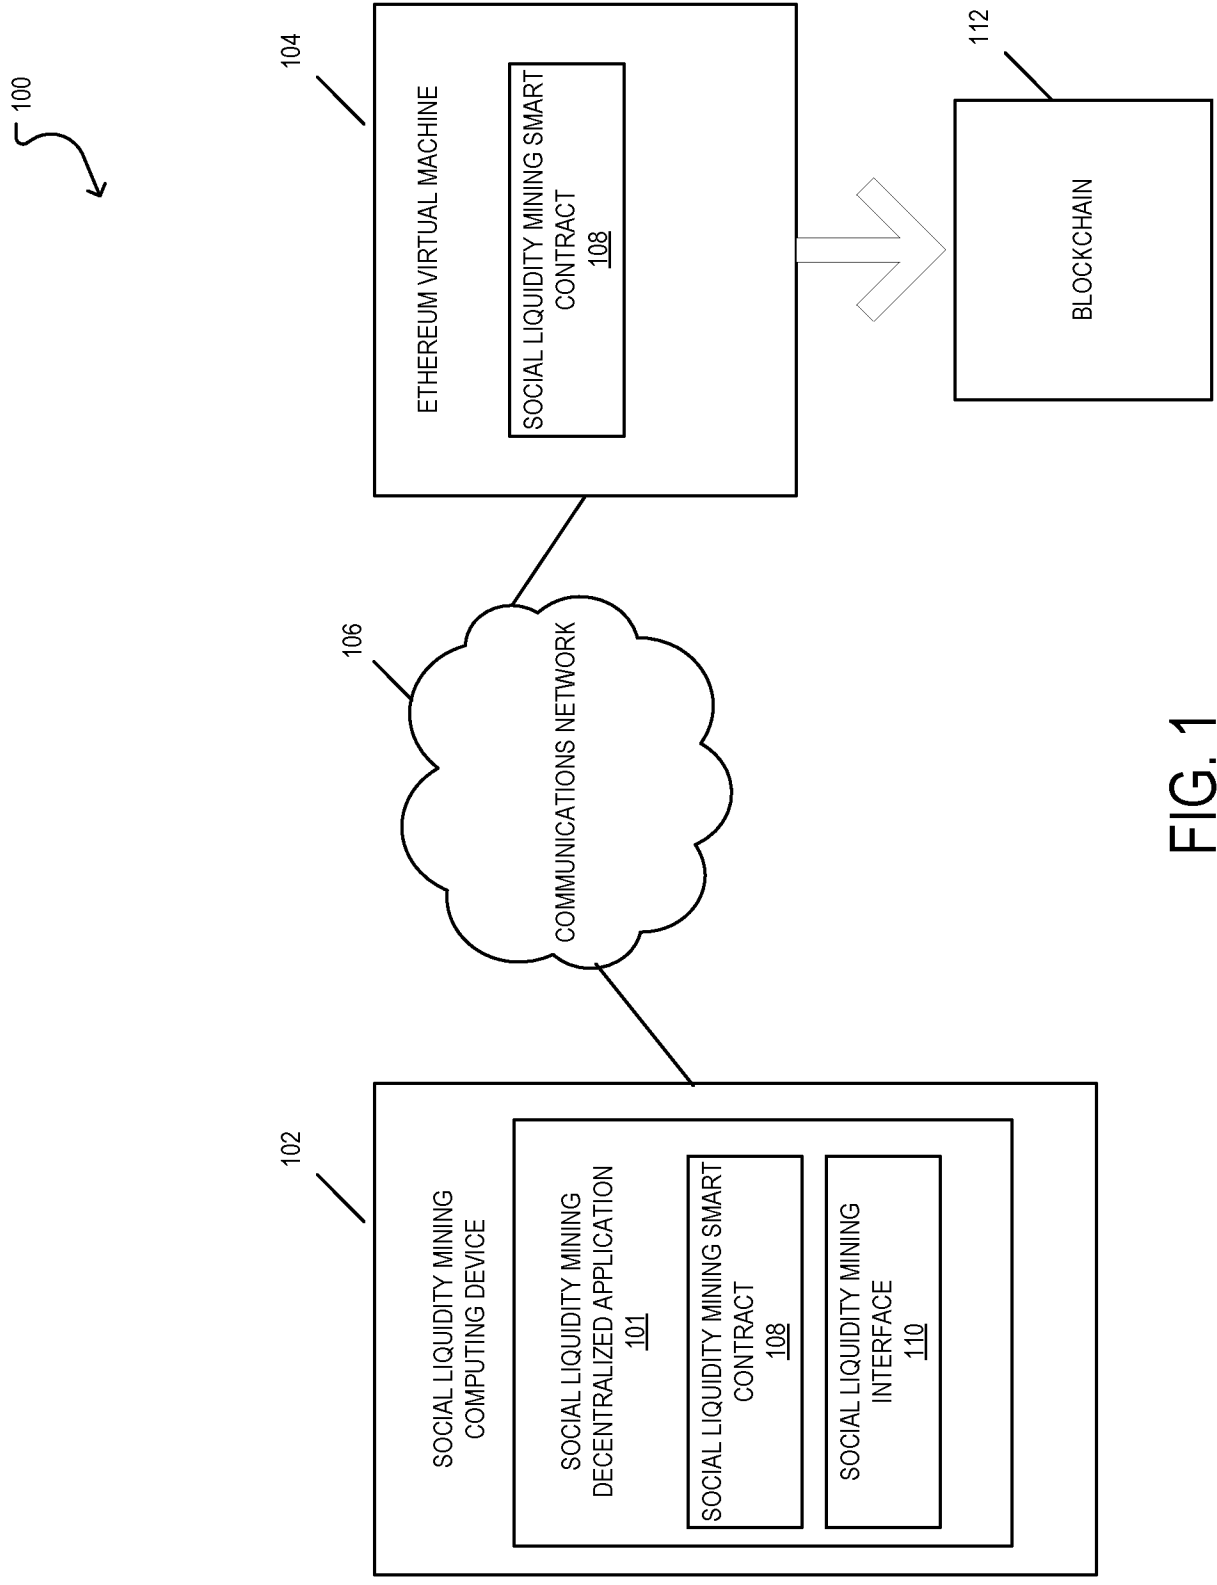 100
102
SOCIAL LIQUIDITY MINING
COMPUTING DEVICE
SOCIAL LIQUIDITY MINING
DECENTRALIZED APPLICATION
101
SOCIAL LIQUIDITY MINING SMART
CONTRACT
108
SOCIAL LIQUIDITY MINING
INTERFACE
110
106
COMMUNICATIONS NETWORK
104
ETHEREUM VIRTUAL MACHINE
SOCIAL LIQUIDITY MINING SMART
CONTRACT
108
112
BLOCKCHAIN
FIG. 1